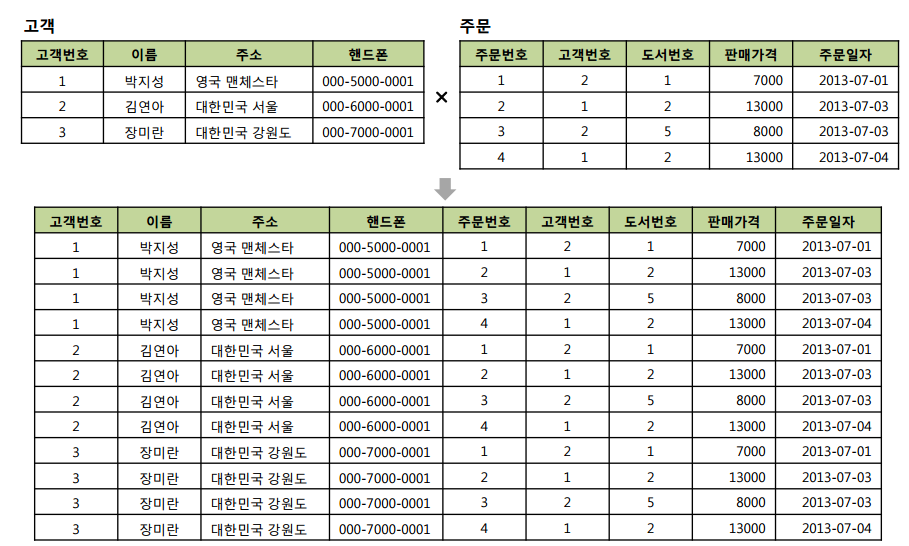 고객 주문
고객번호 이름 주소 핸드폰 주문번호 고객번호 도서번호 판매가격 주문일자
1 박지성 영국 맨체스타 000-5000-0001 1 2 1 7000 2013-07-01
2 김연아 대한민국 서울 000-6000-0001 × 2 1 2 13000 2013-07-03
3 장미란 대한민국 강원도 000-7000-0001 3 2 5 8000 2013-07-03
4 1 2 13000 2013-07-04
고객번호 이름 주소 핸드폰 주문번호 고객번호 도서번호 판매가격 주문일자
1 박지성 영국 맨체스타 000-5000-0001 1 2 1 7000 2013-07-01
1 박지성 영국 맨체스타 000-5000-0001 2 1 2 13000 2013-07-03
1 박지성 영국 맨체스타 000-5000-0001 3 2 5 8000 2013-07-03
1 박지성 영국 맨체스타 000-5000-0001 4 1 2 13000 2013-07-04
2 김연아 대한민국 서울 000-6000-0001 1 2 1 7000 2013-07-01
2 김연아 대한민국 서울 000-6000-0001 2 1 2 13000 2013-07-03
2 김연아 대한민국 서울 000-6000-0001 3 2 5 8000 2013-07-03
2 김연아 대한민국 서울 000-6000-0001 4 1 2 13000 2013-07-04
3 장미란 대한민국 강원도 000-7000-0001 1 2 1 7000 2013-07-01
3 장미란 대한민국 강원도 000-7000-0001 2 1 2 13000 2013-07-03
3 장미란 대한민국 강원도 000-7000-0001 3 2 5 8000 2013-07-03
3 장미란 대한민국 강원도 000-7000-0001 4 1 2 13000 2013-07-04